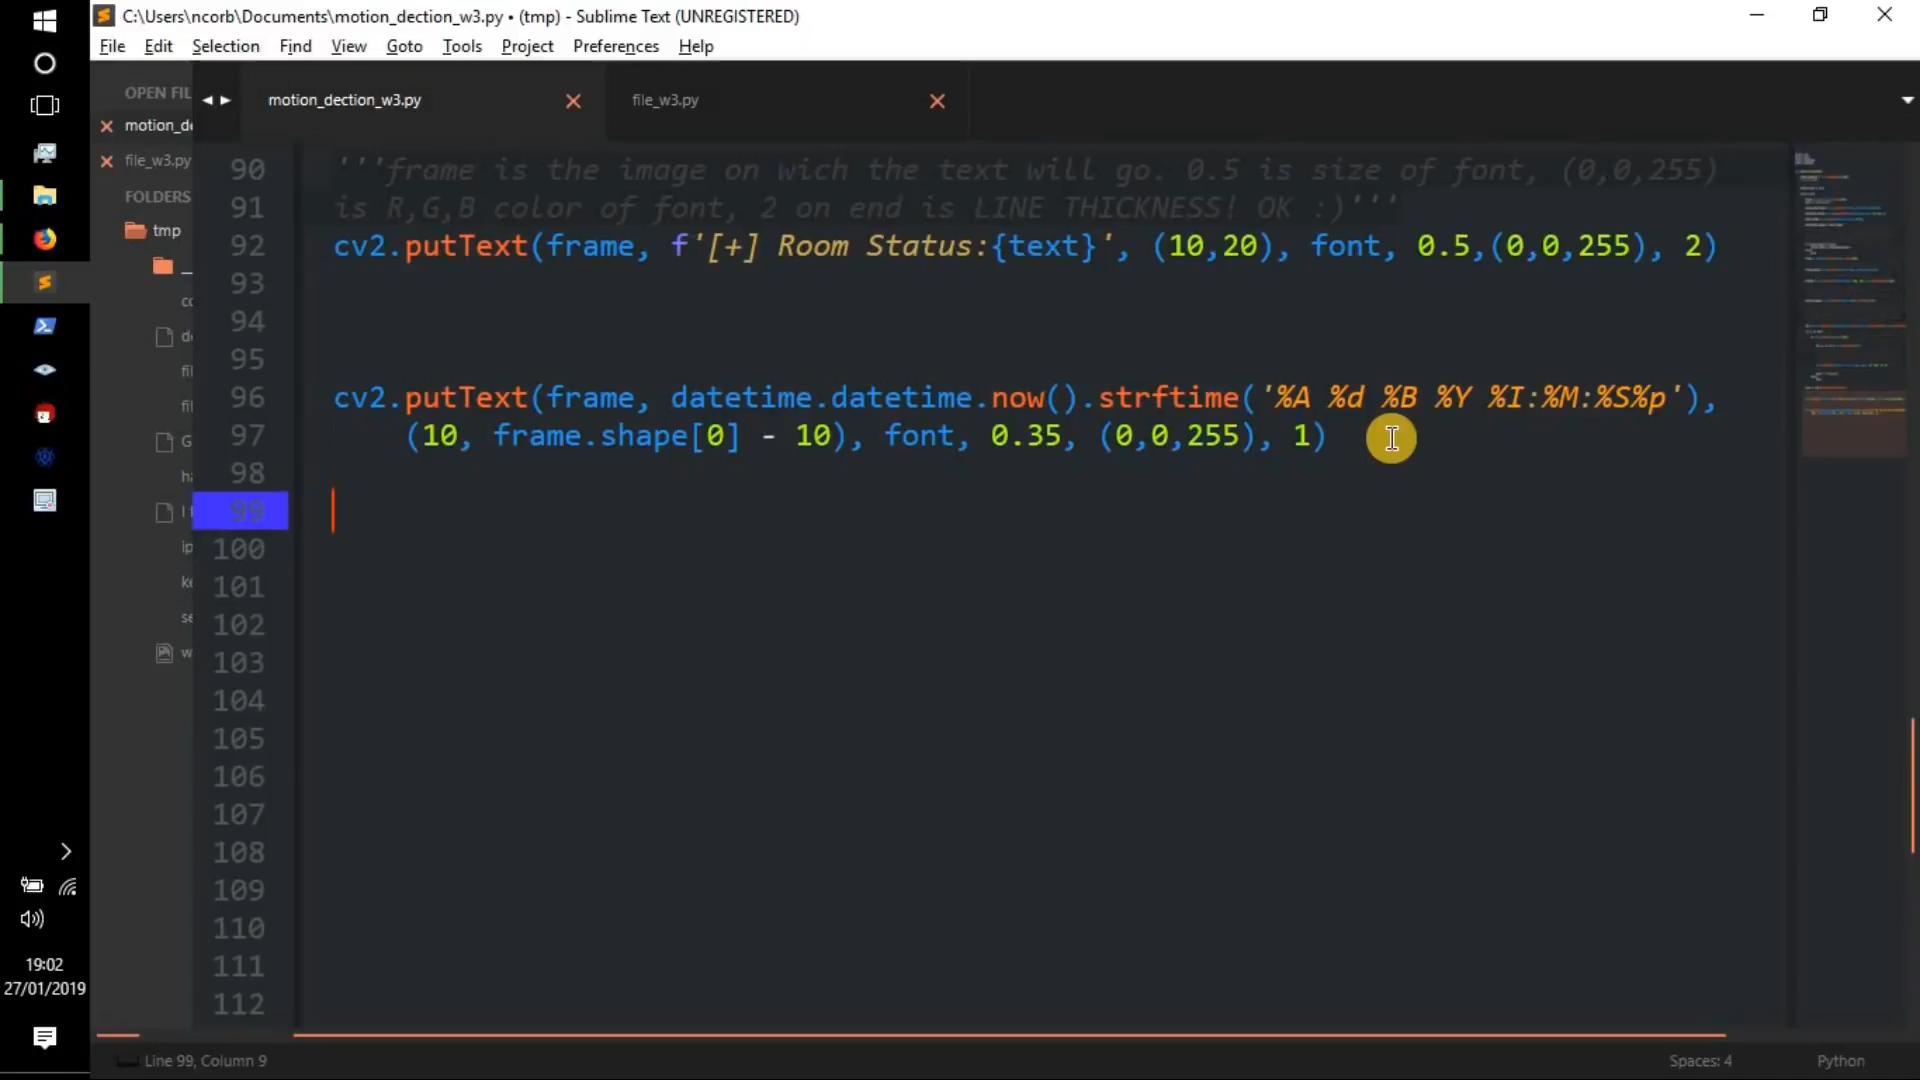 C:\Users\ncorb\Documents\motion_dection_w3.py • (tmp) - Sublime Text (UNREGISTERED)
File Edit Selection Find View Goto Tools Project Preferences Help
OPEN FIL
motion_de
file_w3.py
FOLDERS
tmp
motion_dection_w3.py
file_w3.py
90 '''frame is the image on wich the text will go. 0.5 is size of font, (0,0,255)
91 is R,G,B color of font, 2 on end is LINE THICKNESS! OK :)'''
92 cv2.putText(frame, f'[+] Room Status:{text}', (10,20), font, 0.5,(0,0,255), 2)
93
94
95
96 cv2.putText(frame, datetime.datetime.now().strftime('%A %d %B %Y %I:%M:%S%p'),
97 (10, frame.shape[0] - 10), font, 0.35, (0,0,255), 1)
98
99
100
101
102
103
104
105
106
107
108
109
110
111
112
19:02
27/01/2019
Line 99, Column 9
Spaces: 4
Python